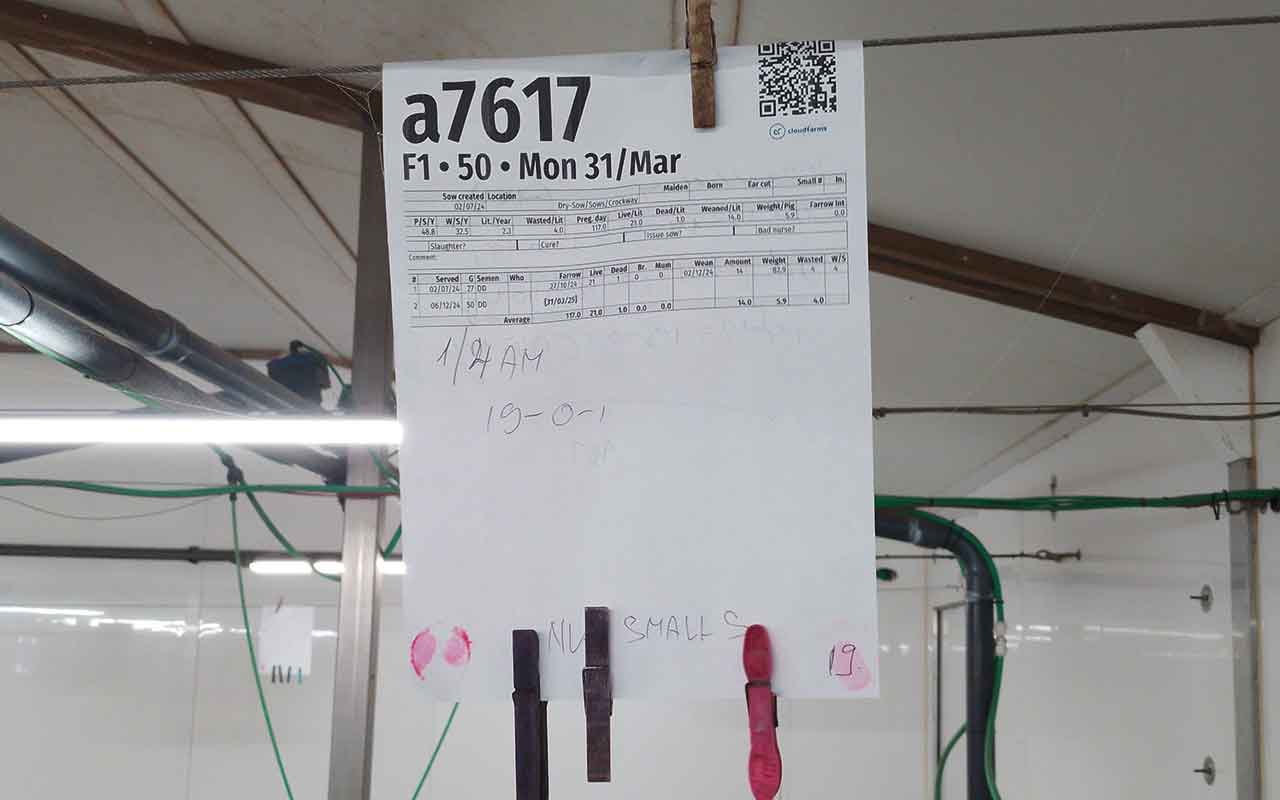 a7617
cloudfarms
F1 • 50 • Mon 31/Mar
Sow created Location Maiden Born Ear cut Small # In.
02/07/24 Dry-Sow/Sows/Crockway
P/S/Y W/S/Y Lit./Year Wasted/Lit Preg. day Live/Lit Dead/Lit Weaned/Lit Weight/Pig Farrow Int
48.8 32.5 2.3 4.0 117.0 21.0 1.0 14.0 5.9 0.0
Slaughter? Cure? Issue sow? Bad nurse?
Comment:
# Served G Semen Who Farrow Live Dead Br. Mum Wean Amount Weight Wasted W/S
1 02/07/24 27 DD 27/10/24 21 1 0 0 02/12/24 14 82.9 4 4
2 06/12/24 50 DD [31/03/25]
Average 117.0 21.0 1.0 0.0 0.0 14.0 5.9 4.0
1/4 AM
19-0-1
SMALLS
19.